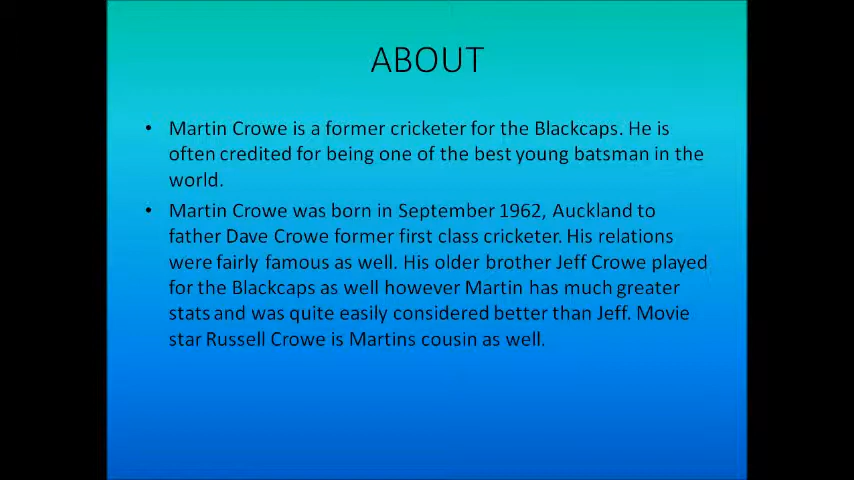 ABOUT
• Martin Crowe is a former cricketer for the Blackcaps. He is
often credited for being one of the best young batsman in the
world.
• Martin Crowe was born in September 1962, Auckland to
father Dave Crowe former first class cricketer. His relations
were fairly famous as well. His older brother Jeff Crowe played
for the Blackcaps as well however Martin has much greater
stats and was quite easily considered better than Jeff. Movie
star Russell Crowe is Martins cousin as well.